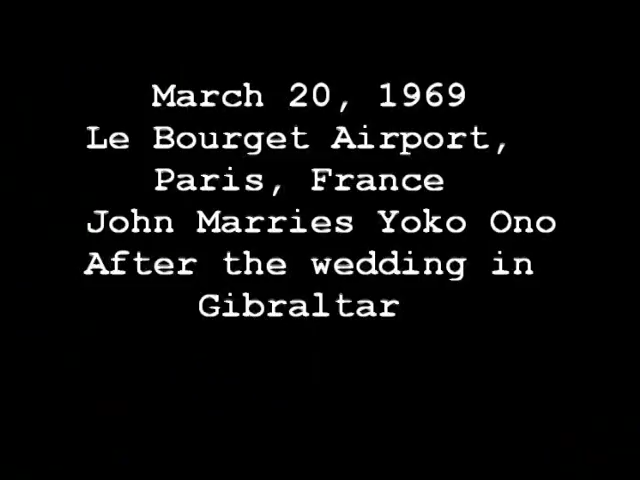 March 20, 1969
Le Bourget Airport,
Paris, France
John Marries Yoko Ono
After the wedding in
Gibraltar